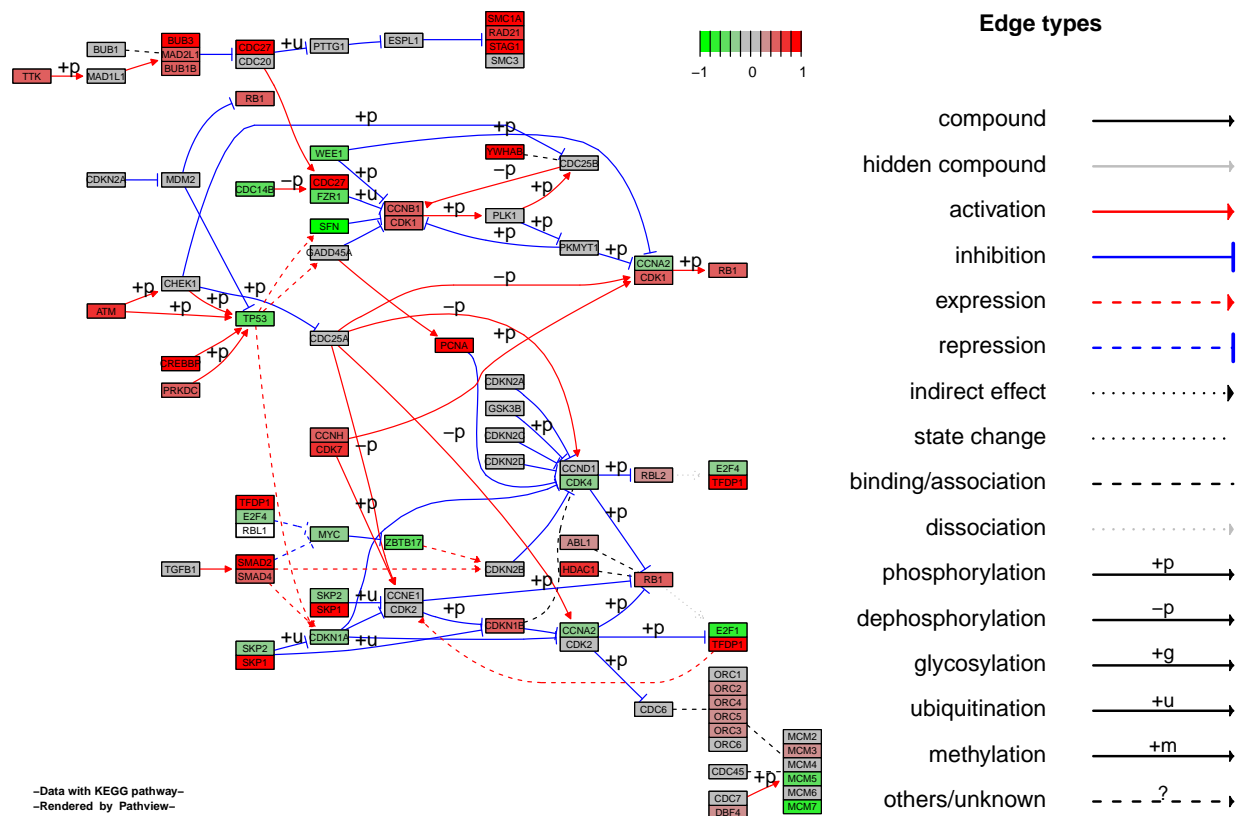 Edge types
−1
0
1
compound
hidden compound
activation
inhibition
expression
repression
indirect effect
state change
binding/association
dissociation
phosphorylation
+p
dephosphorylation
−p
glycosylation
+g
ubiquitination
+u
methylation
+m
others/unknown
?
TTK
+p
BUB1
MAD1L1
BUB3
MAD2L1
BUB1B
CDC27
CDC20
+u
PTTG1
ESPL1
SMC1A
RAD21
STAG1
SMC3
RB1
CDKN2A
MDM2
WEE1
+p
+p
+p
YWHAB
CDC25B
−p
CDC14B
−p
CDC27
FZR1
+u
CCNB1
CDK1
+p
PLK1
+p
SFN
GADD45A
+p
PKMYT1
+p
CCNA2
CDK1
+p
RB1
CHEK1
ATM
+p
+p
+p
+p
TP53
CREBBP
+p
PRKDC
CDC25A
−p
−p
+p
PCNA
CDKN2A
GSK3B
CDKN2C
CDKN2D
+p
−p
−p
CCNH
CDK7
CCND1
CDK4
+p
RBL2
E2F4
TFDP1
+p
+p
TFDP1
E2F4
RBL1
MYC
ZBTB17
ABL1
HDAC1
RB1
TGFB1
SMAD2
SMAD4
CDKN2B
+p
SKP2
SKP1
+u
CCNE1
CDK2
+p
CDKN1B
+p
CCNA2
CDK2
+p
E2F1
TFDP1
SKP2
SKP1
+u
CDKN1A
+u
+p
CDC6
ORC1
ORC2
ORC4
ORC5
ORC3
ORC6
CDC45
CDC7
DBF4
+p
MCM2
MCM3
MCM4
MCM5
MCM6
MCM7
−Data with KEGG pathway−
−Rendered by Pathview−